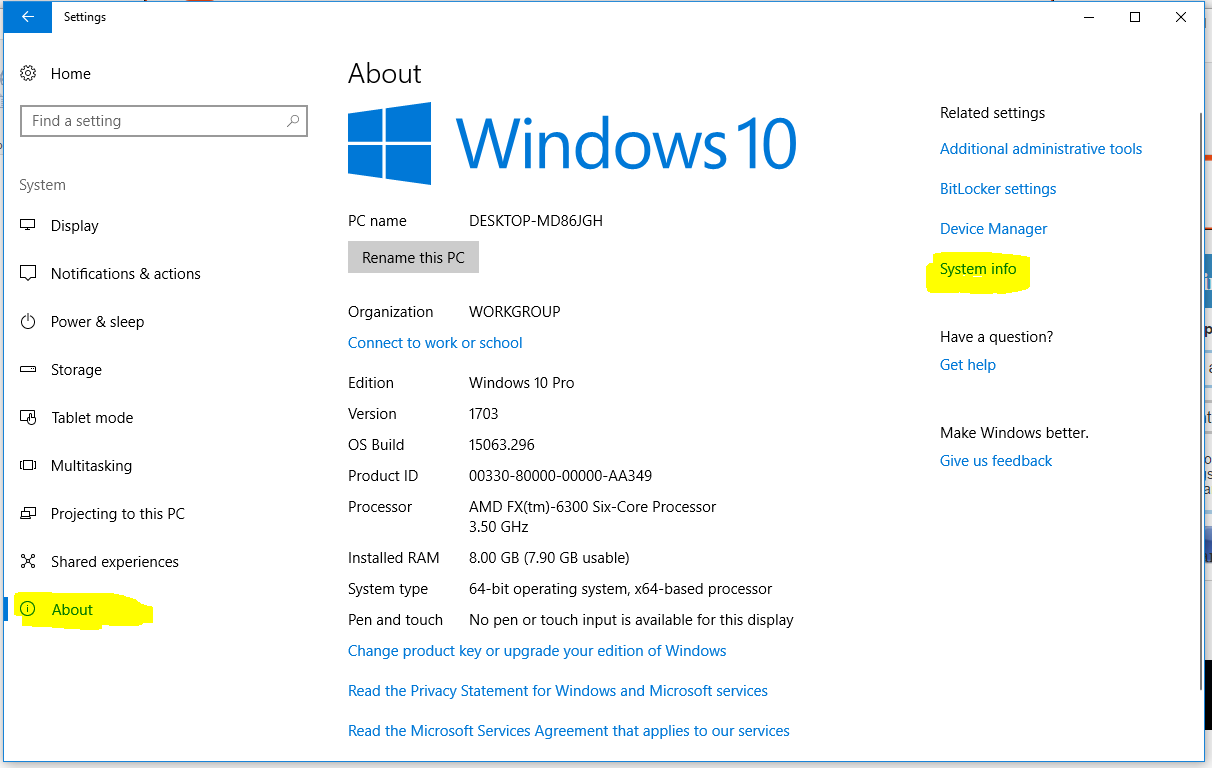 Settings
Home
Find a setting
System
Display
Notifications & actions
Power & sleep
Storage
Tablet mode
Multitasking
Projecting to this PC
Shared experiences
About
About
Windows 10
PC name DESKTOP-MD86JGH
Rename this PC
Organization WORKGROUP
Connect to work or school
Edition Windows 10 Pro
Version 1703
OS Build 15063.296
Product ID 00330-80000-00000-AA349
Processor AMD FX(tm)-6300 Six-Core Processor
3.50 GHz
Installed RAM 8.00 GB (7.90 GB usable)
System type 64-bit operating system, x64-based processor
Pen and touch No pen or touch input is available for this display
Change product key or upgrade your edition of Windows
Read the Privacy Statement for Windows and Microsoft services
Read the Microsoft Services Agreement that applies to our services
Related settings
Additional administrative tools
BitLocker settings
Device Manager
System info
Have a question?
Get help
Make Windows better.
Give us feedback